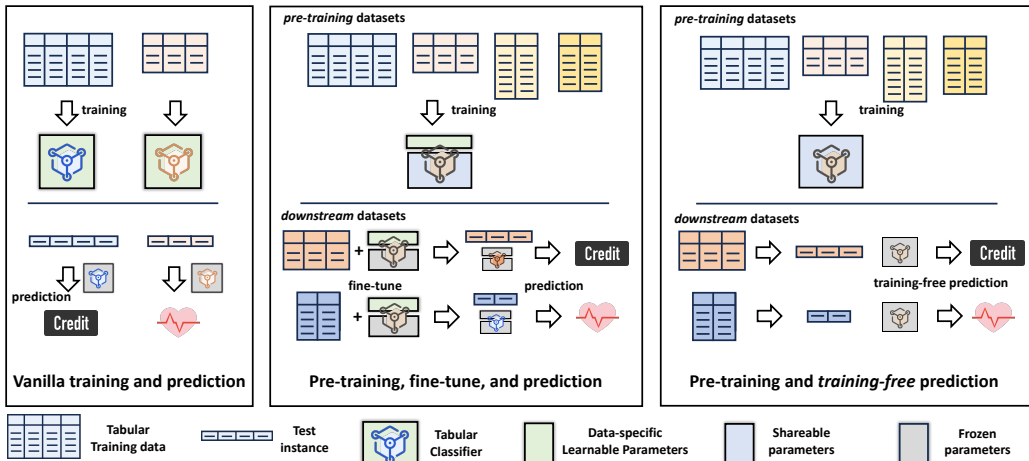 training
prediction
Credit
Vanilla training and prediction
pre-training datasets
training
downstream datasets
+
Credit
fine-tune
prediction
+
Pre-training, fine-tune, and prediction
pre-training datasets
training
downstream datasets
Credit
training-free prediction
Pre-training and training-free prediction
Tabular
Training data
Test
instance
Tabular
Classifier
Data-specific
Learnable Parameters
Shareable
parameters
Frozen
parameters